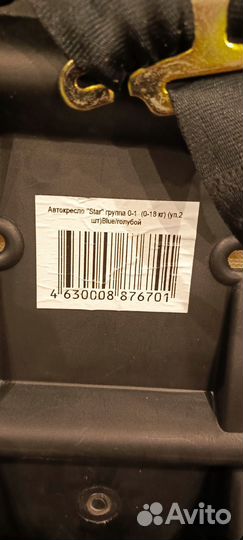 Автокресло "Star" группа 0-1 (0-18 кг) (уп.2
шт)Blue/голубой
4 630008 876701
Avito